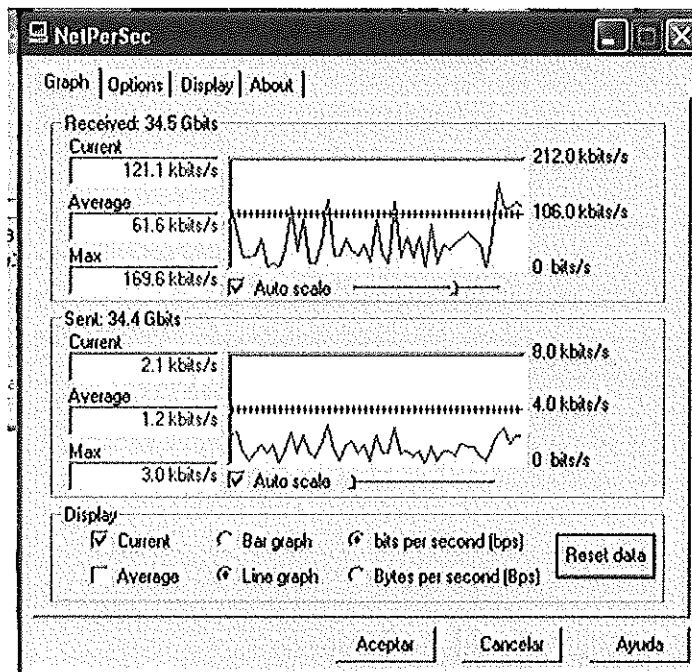 NetPerSec
Graph Options Display About
Received: 34.5 Gbits
Current
121.1 kbits/s
Average
61.6 kbits/s
Max
169.6 kbits/s
212.0 kbits/s
106.0 kbits/s
0 bits/s
Auto scale
Sent: 34.4 Gbits
Current
2.1 kbits/s
Average
1.2 kbits/s
Max
3.0 kbits/s
8.0 kbits/s
4.0 kbits/s
0 bits/s
Auto scale
Display
Current Bar graph bits per second (bps)
Average Line graph Bytes per second (Bps)
Reset data
Aceptar Cancelar Ayuda